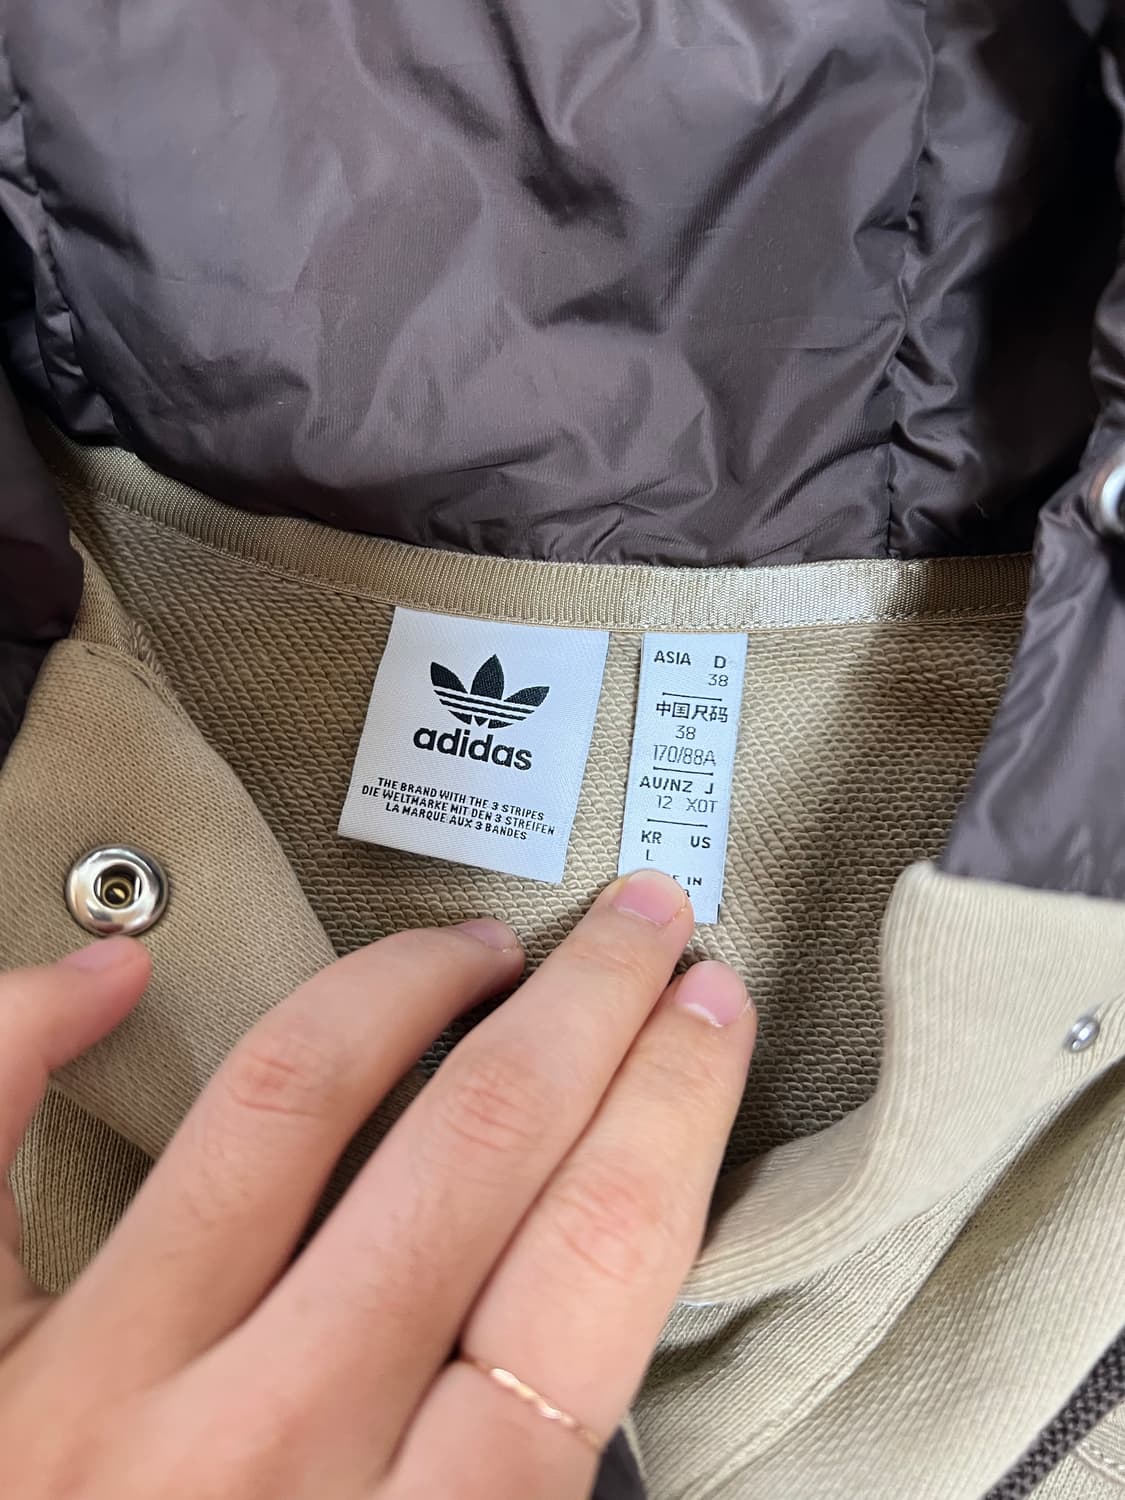 adidas
THE BRAND WITH THE 3 STRIPES
DIE WELTMARKE MIT DEN 3 STREIFEN
LA MARQUE AUX 3 BANDES
ASIA D
38
中国尺码
38
170/88A
AU/NZ J
12 XOT
KR US
L
IN